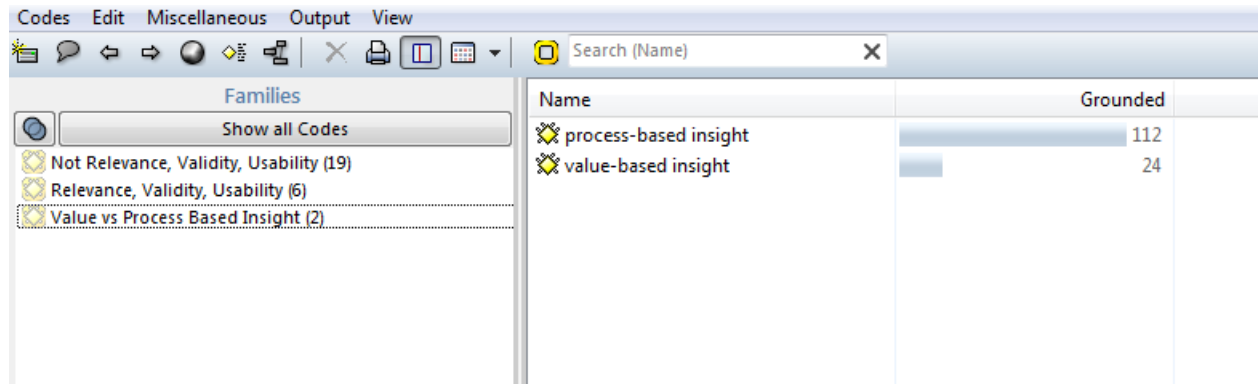 Codes Edit Miscellaneous Output View
Search (Name)
Families
Show all Codes
Not Relevance, Validity, Usability (19)
Relevance, Validity, Usability (6)
Value vs Process Based Insight (2)
Name Grounded
process-based insight 112
value-based insight 24